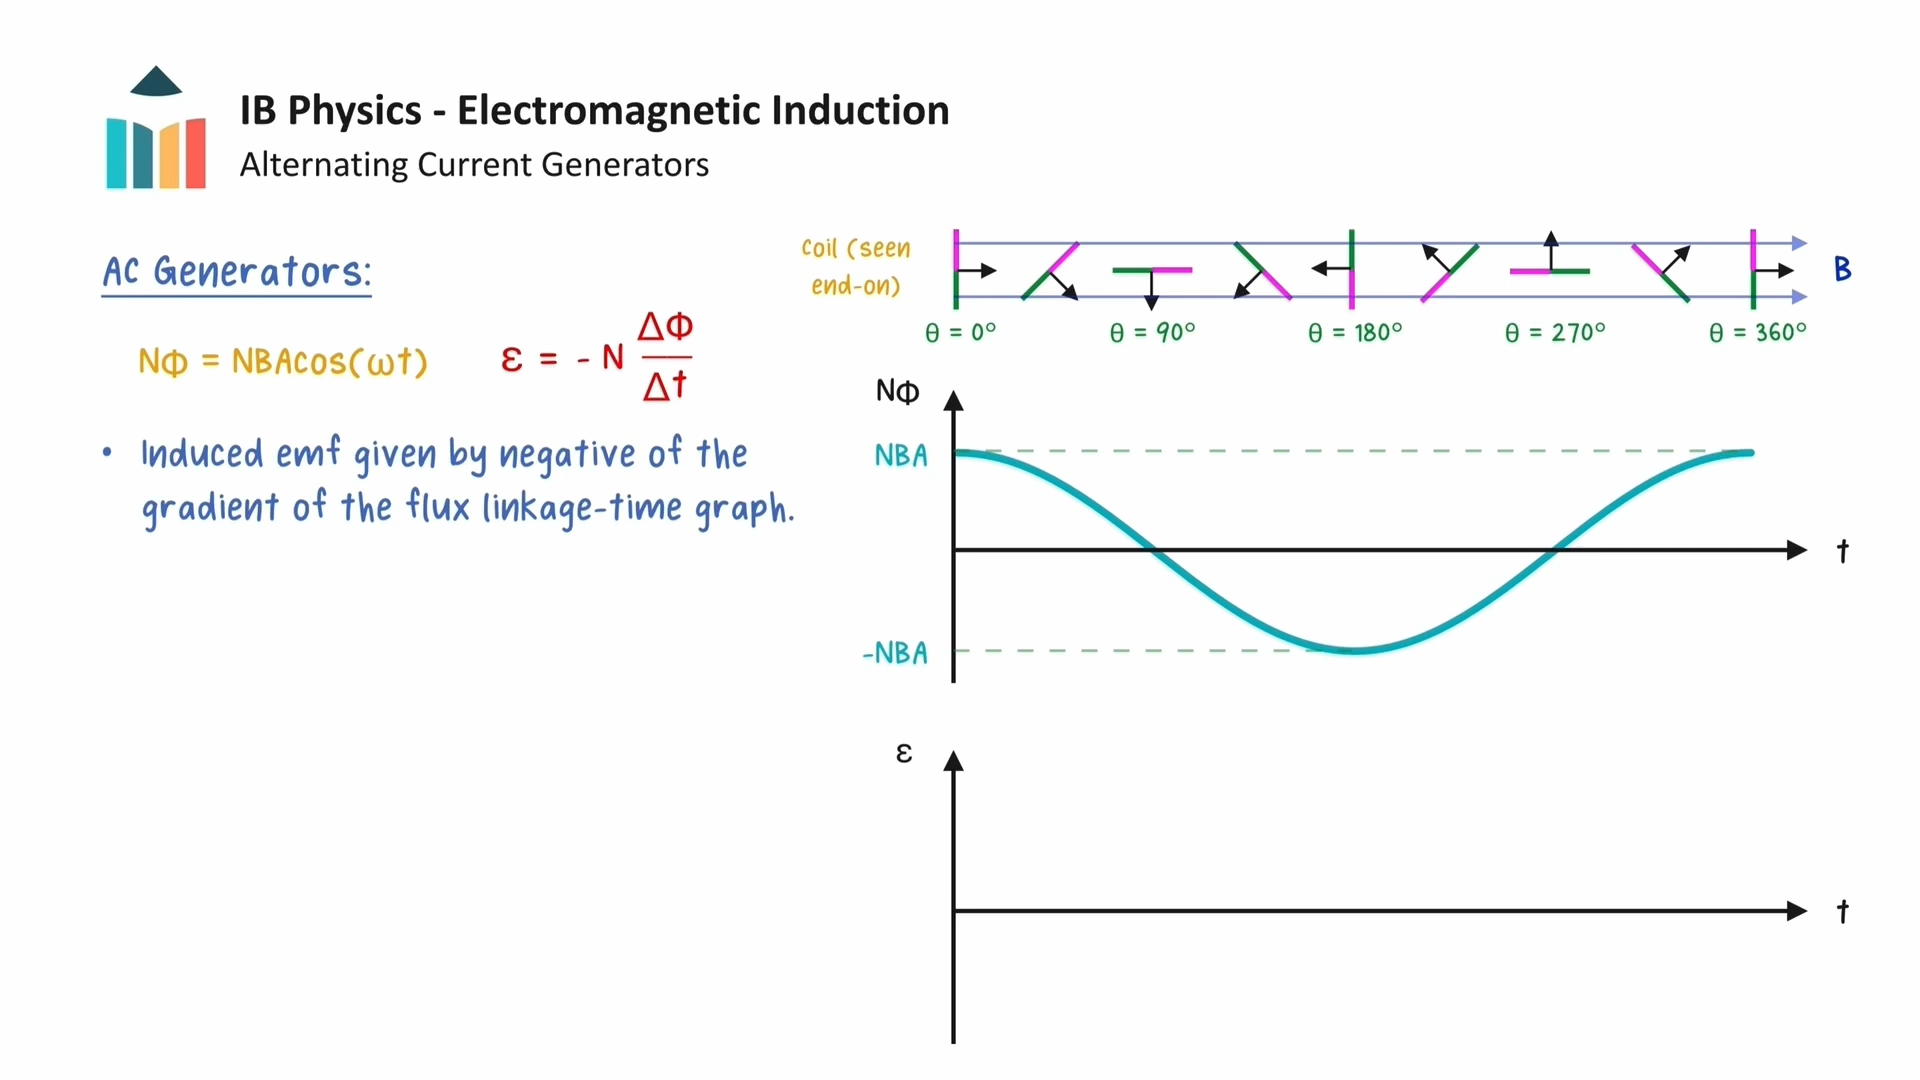 IB Physics - Electromagnetic Induction
Alternating Current Generators
AC Generators:
NΦ = NBAcos(ωt)
ε = - N ΔΦ
Δt
• Induced emf given by negative of the
gradient of the flux linkage-time graph.
coil (seen
end-on)
B
θ = 0°
θ = 90°
θ = 180°
θ = 270°
θ = 360°
NΦ
NBA
t
-NBA
ε
t